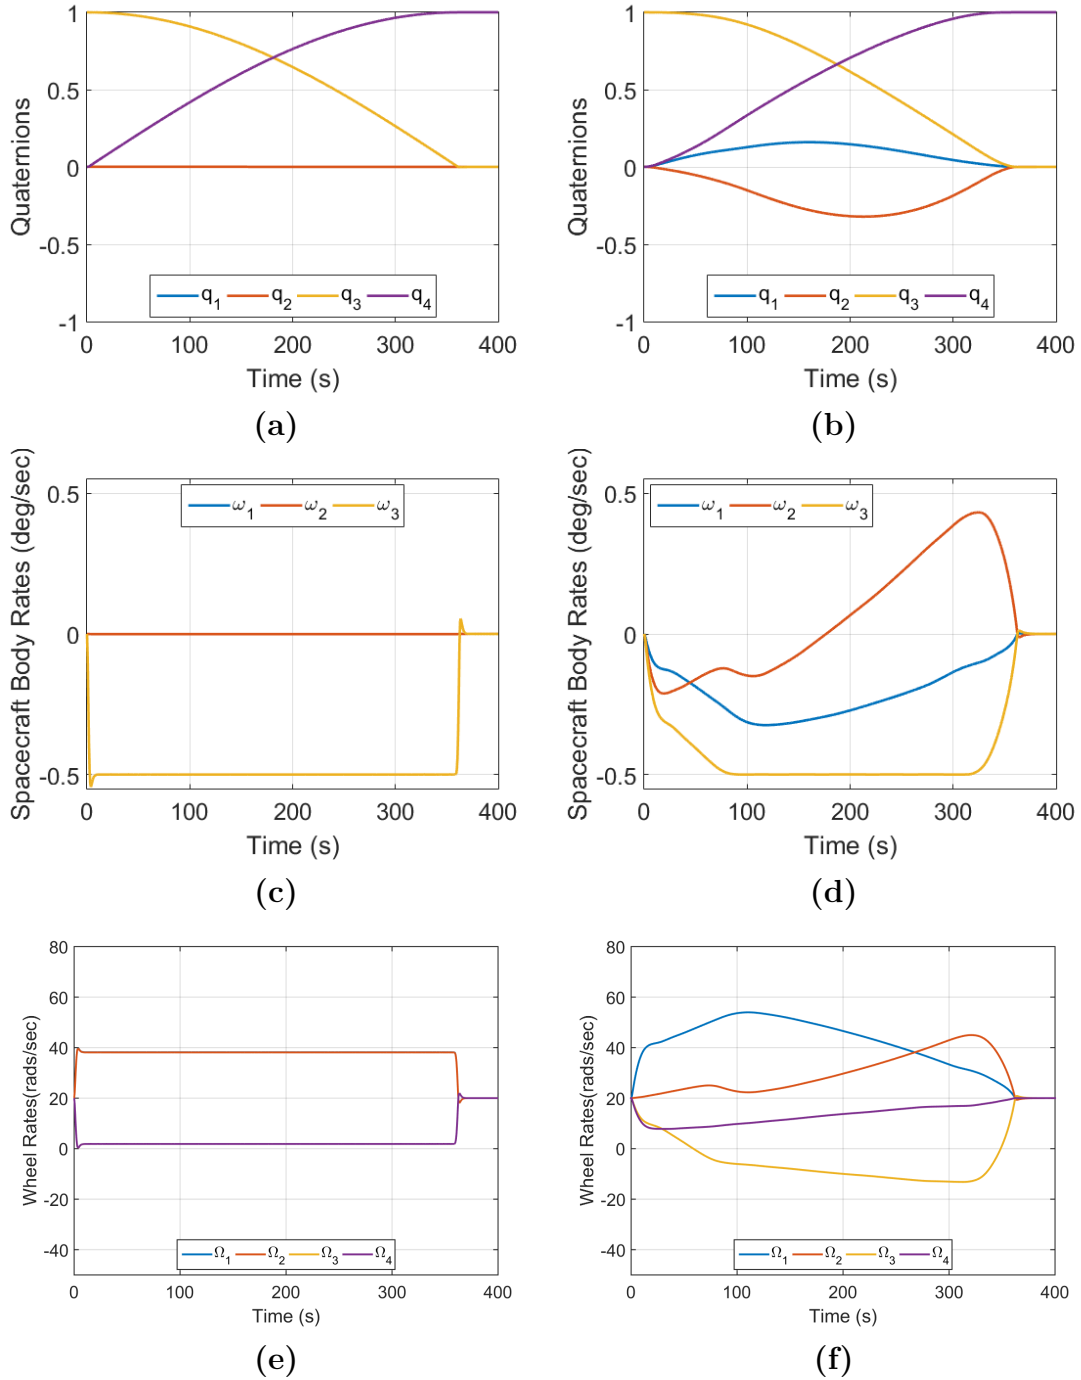 1
0.5
0
-0.5
-1
Quaternions
q1 q2 q3 q4
0 100 200 300 400
Time (s)
(a)
1
0.5
0
-0.5
-1
Quaternions
q1 q2 q3 q4
0 100 200 300 400
Time (s)
(b)
0.5
0
-0.5
Spacecraft Body Rates (deg/sec)
ω1 ω2 ω3
0 100 200 300 400
Time (s)
(c)
0.5
0
-0.5
Spacecraft Body Rates (deg/sec)
ω1 ω2 ω3
0 100 200 300 400
Time (s)
(d)
80
60
40
20
0
-20
-40
Wheel Rates(rads/sec)
Ω1 Ω2 Ω3 Ω4
0 100 200 300 400
Time (s)
(e)
80
60
40
20
0
-20
-40
Wheel Rates(rads/sec)
Ω1 Ω2 Ω3 Ω4
0 100 200 300 400
Time (s)
(f)